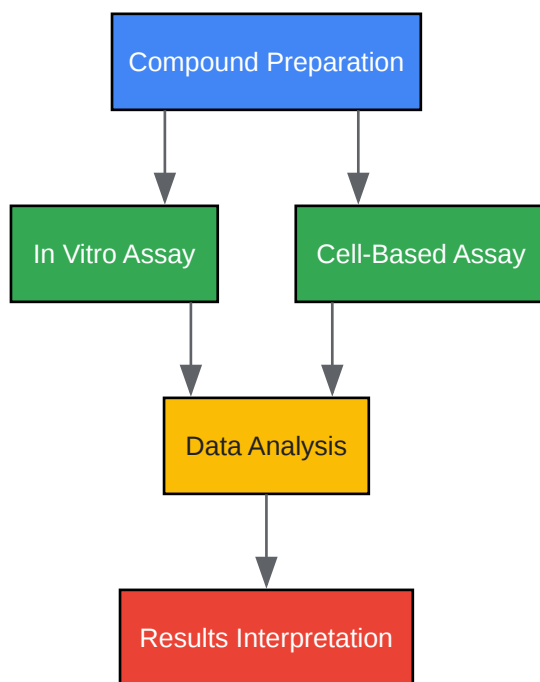 Compound Preparation
In Vitro Assay
Cell-Based Assay
Data Analysis
Results Interpretation